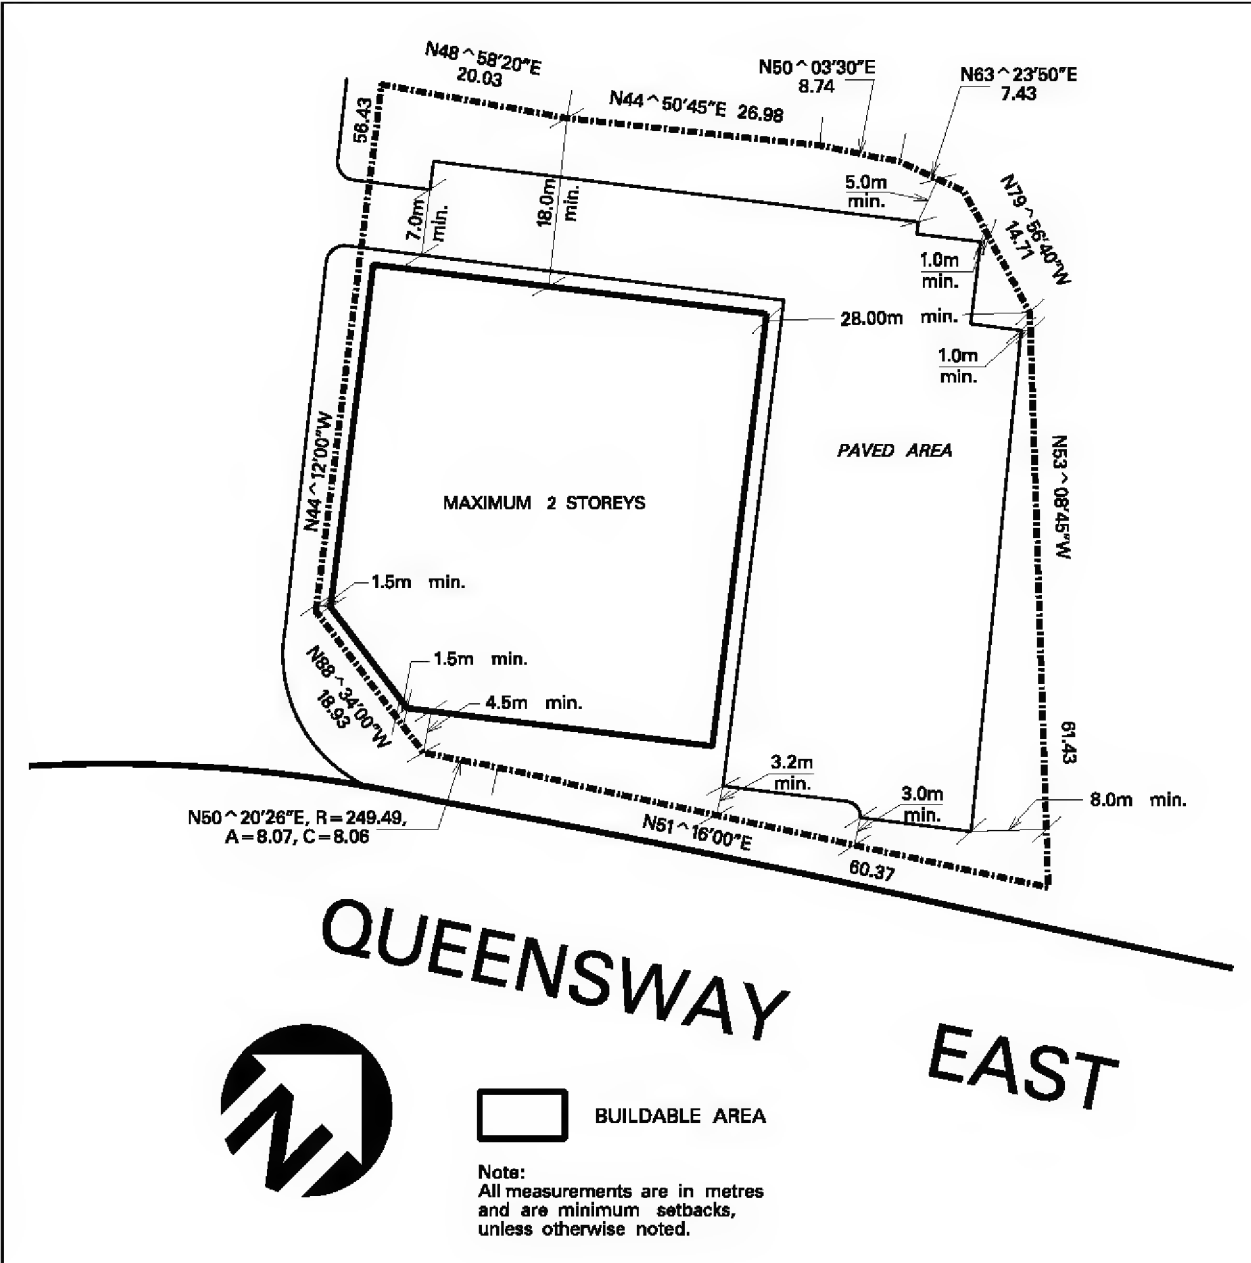 N48^58'20"E
20.03
N44^50'45"E 26.98
N50^03'30"E
8.74
N63^23'50"E
7.43
56.43
7.0m
min.
18.0m
min.
5.0m
min.
N79^56'40"W
14.71
1.0m
min.
28.00m min.
1.0m
min.
PAVED AREA
N53^08'45"W
MAXIMUM 2 STOREYS
N44^12'00"W
1.5m min.
1.5m min.
4.5m min.
N88^34'00"W
18.93
61.43
3.2m
min.
3.0m
min.
8.0m min.
N50^20'26"E, R=249.49,
A=8.07, C=8.06
N51^16'00"E
60.37
QUEENSWAY EAST
N
BUILDABLE AREA
Note:
All measurements are in metres
and are minimum setbacks,
unless otherwise noted.